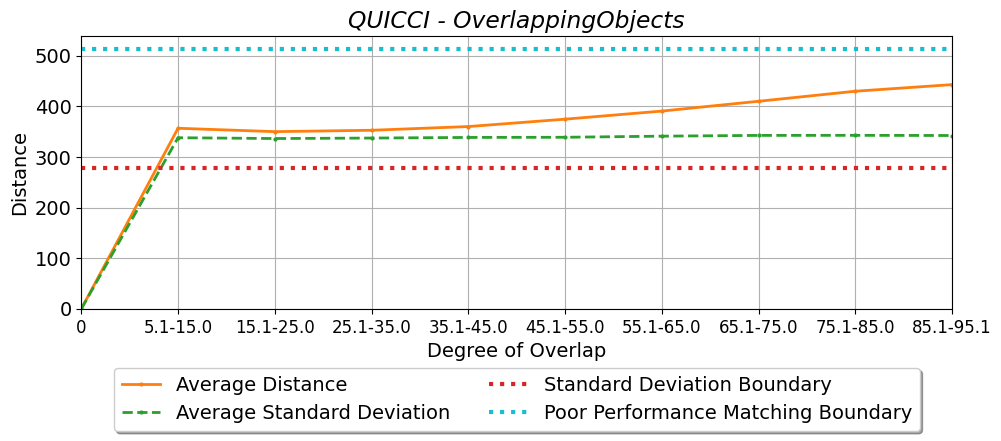 QUICCI - OverlappingObjects
500
400
300
200
100
0
Distance
0 5.1-15.0 15.1-25.0 25.1-35.0 35.1-45.0 45.1-55.0 55.1-65.0 65.1-75.0 75.1-85.0 85.1-95.1
Degree of Overlap
Average Distance
Average Standard Deviation
Standard Deviation Boundary
Poor Performance Matching Boundary